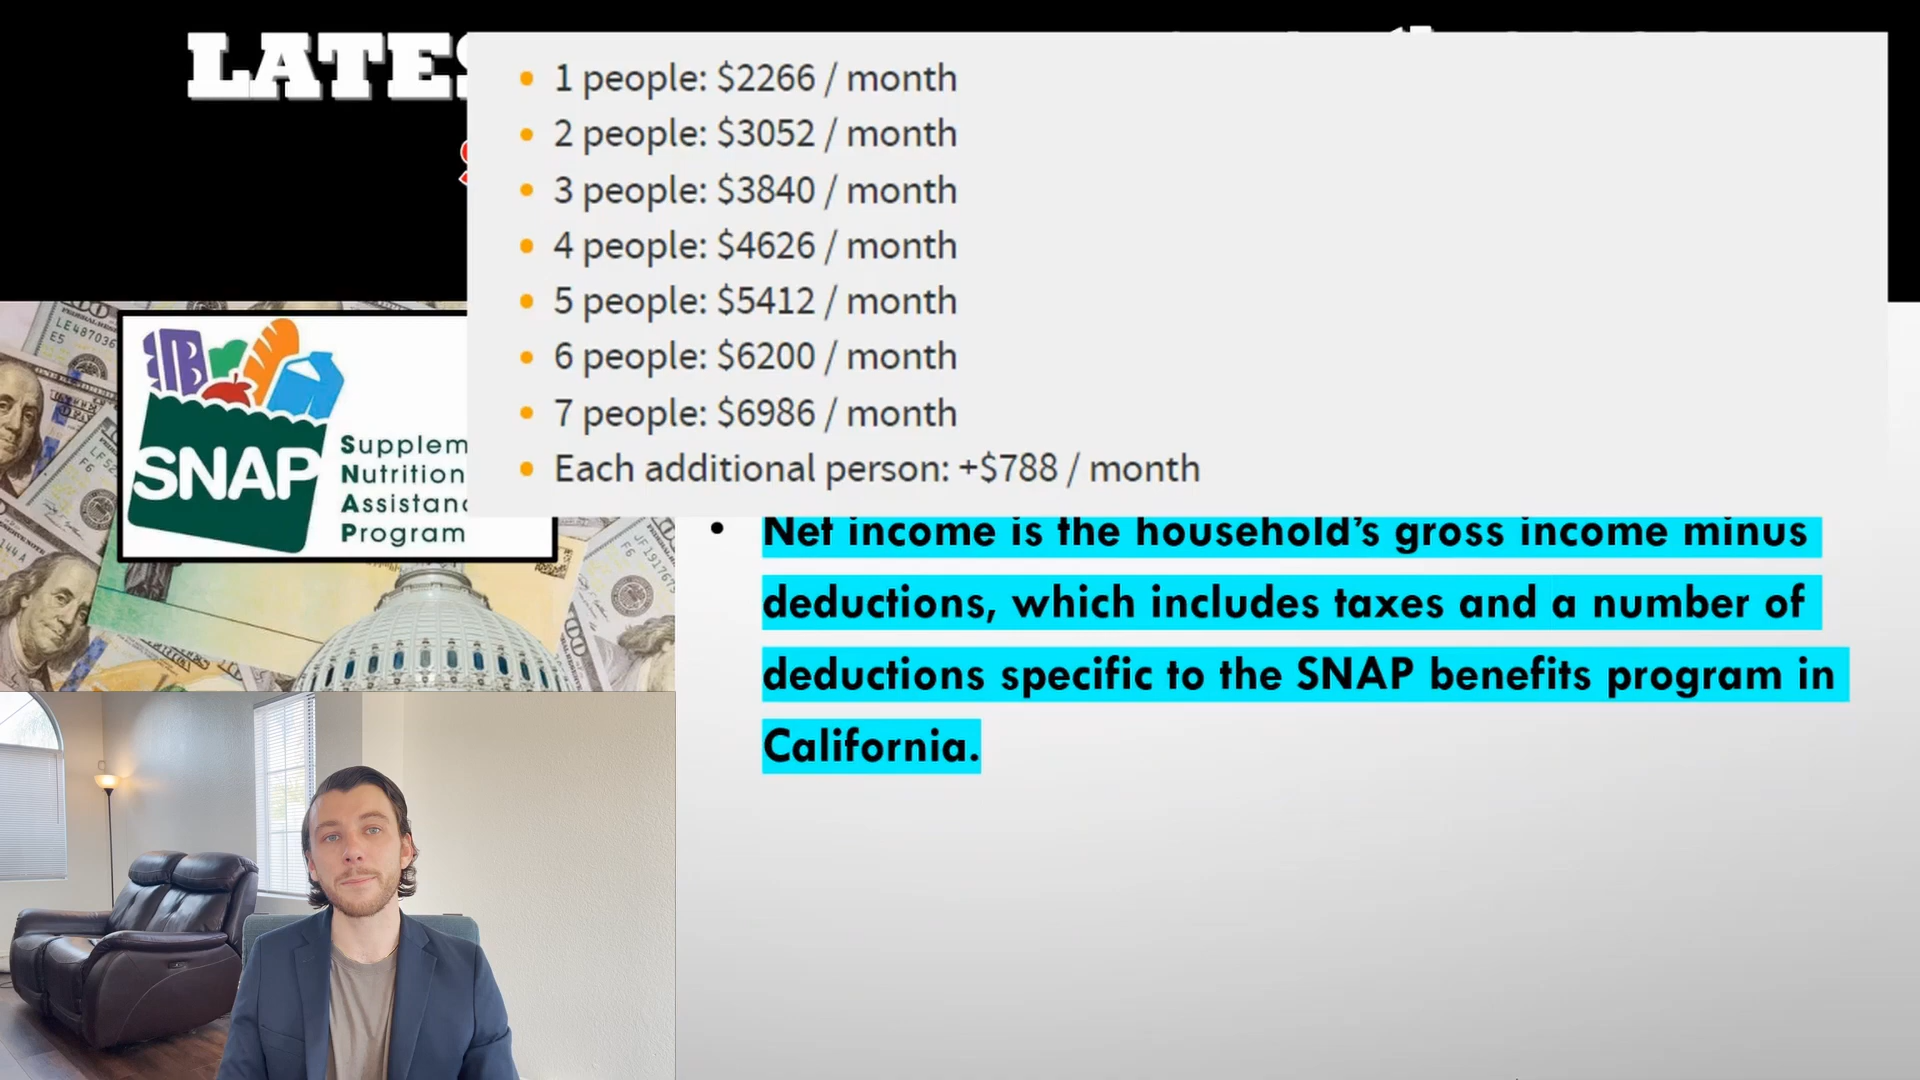 LATES
1 people: $2266 / month
2 people: $3052 / month
3 people: $3840 / month
4 people: $4626 / month
5 people: $5412 / month
6 people: $6200 / month
7 people: $6986 / month
Each additional person: +$788 / month
SNAP
Supplem
Nutrition
Assistanc
Program
Net income is the household’s gross income minus
deductions, which includes taxes and a number of
deductions specific to the SNAP benefits program in
California.